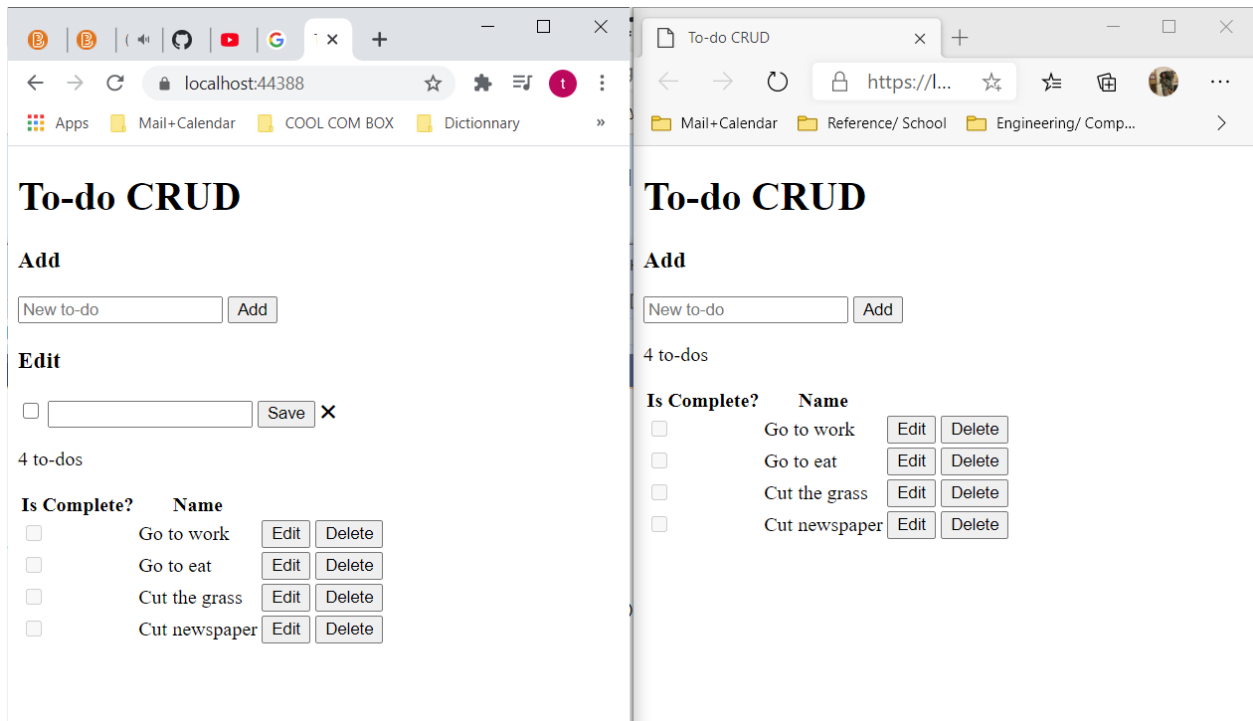 localhost:44388
Apps Mail+Calendar COOL COM BOX Dictionnary »
To-do CRUD
Add
New to-do Add
Edit
Save ✕
4 to-dos
Is Complete? Name
Go to work Edit Delete
Go to eat Edit Delete
Cut the grass Edit Delete
Cut newspaper Edit Delete
To-do CRUD
https://l...
Mail+Calendar Reference/ School Engineering/ Comp...
To-do CRUD
Add
New to-do Add
4 to-dos
Is Complete? Name
Go to work Edit Delete
Go to eat Edit Delete
Cut the grass Edit Delete
Cut newspaper Edit Delete